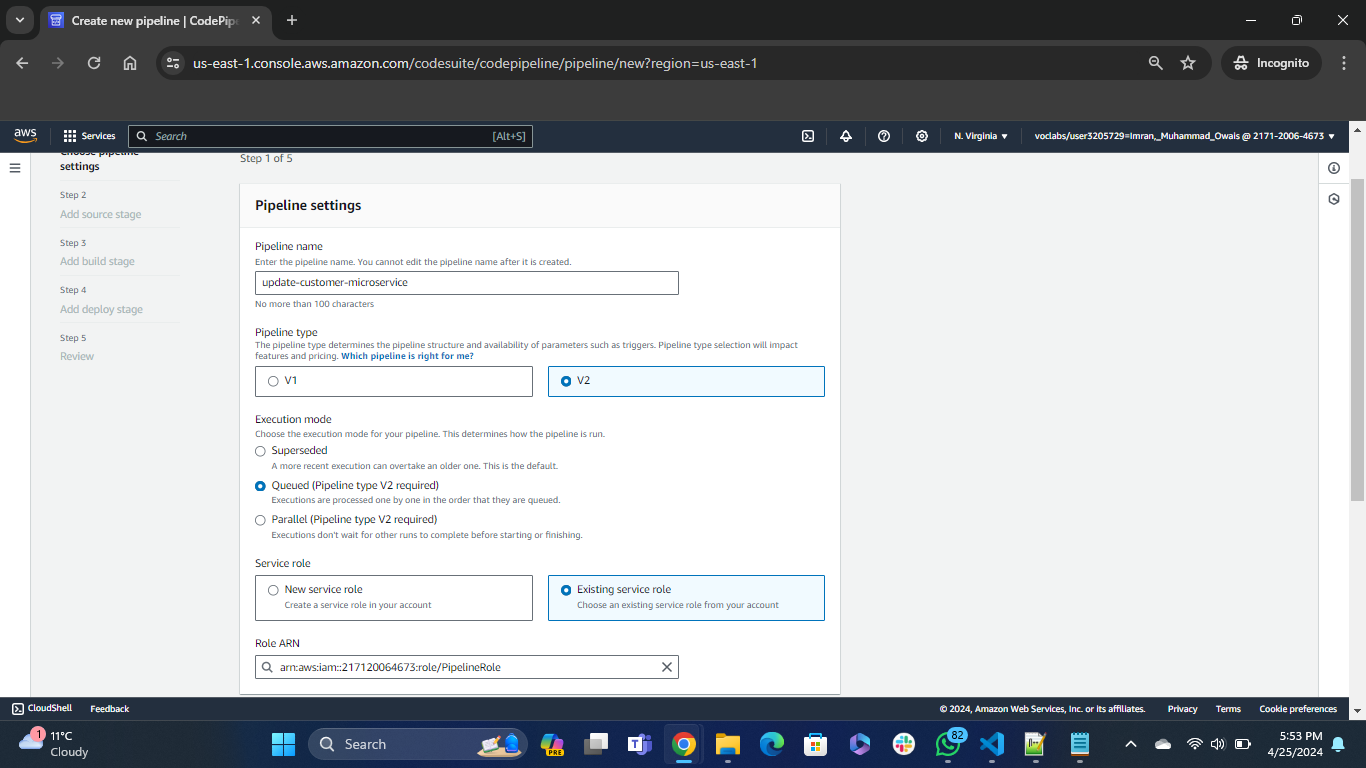 Create new pipeline | CodePip
us-east-1.console.aws.amazon.com/codesuite/codepipeline/pipeline/new?region=us-east-1
Incognito
aws
Services
Search
[Alt+S]
N. Virginia
voclabs/user3205729=Imran,_Muhammad_Owais @ 2171-2006-4673
Choose pipeline
settings
Step 2
Add source stage
Step 3
Add build stage
Step 4
Add deploy stage
Step 5
Review
Step 1 of 5
Pipeline settings
Pipeline name
Enter the pipeline name. You cannot edit the pipeline name after it is created.
update-customer-microservice
No more than 100 characters
Pipeline type
The pipeline type determines the pipeline structure and availability of parameters such as triggers. Pipeline type selection will impact
features and pricing. Which pipeline is right for me?
V1
V2
Execution mode
Choose the execution mode for your pipeline. This determines how the pipeline is run.
Superseded
A more recent execution can overtake an older one. This is the default.
Queued (Pipeline type V2 required)
Executions are processed one by one in the order that they are queued.
Parallel (Pipeline type V2 required)
Executions don't wait for other runs to complete before starting or finishing.
Service role
New service role
Create a service role in your account
Existing service role
Choose an existing service role from your account
Role ARN
arn:aws:iam::217120064673:role/PipelineRole
CloudShell
Feedback
© 2024, Amazon Web Services, Inc. or its affiliates.
Privacy
Terms
Cookie preferences
1
11°C
Cloudy
Search
PRE
82
5:53 PM
4/25/2024